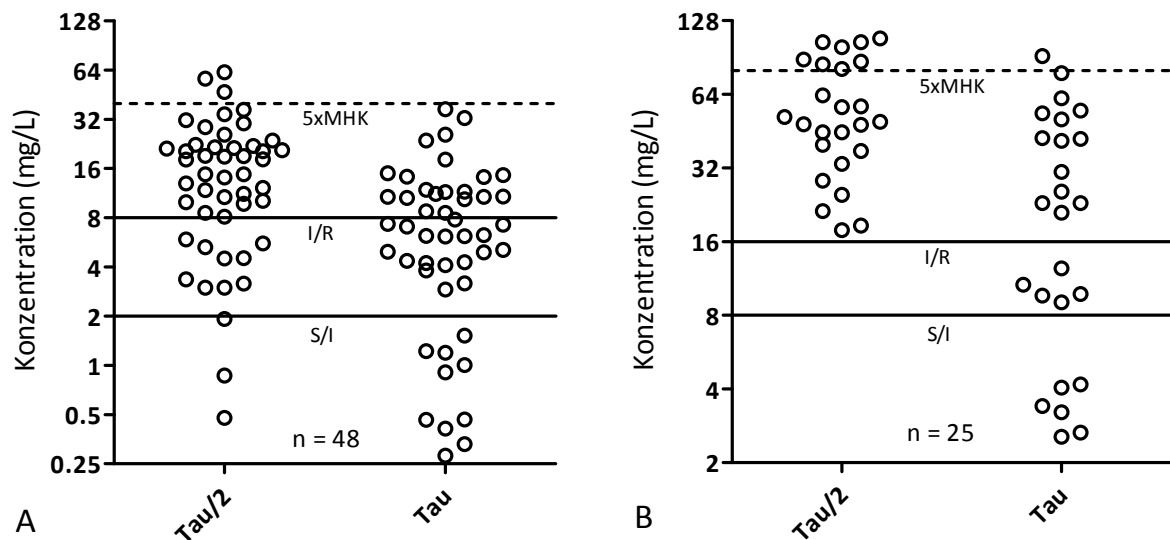 128
64
32
16
8
4
2
1
0.5
0.25
Konzentration (mg/L)
5xMHK
I/R
S/I
n = 48
Tau/2
Tau
A
128
64
32
16
8
4
2
Konzentration (mg/L)
5xMHK
I/R
S/I
n = 25
Tau/2
Tau
B